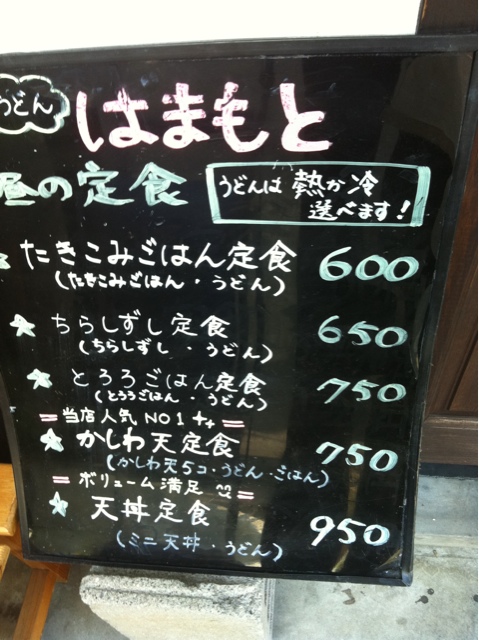 うどん
はまもと
昼の定食
うどんは 熱か冷
選べます!
☆ たきこみごはん定食 600
(たきこみごはん・うどん)
☆ ちらしずし定食 650
(ちらしずし・うどん)
☆ とろろごはん定食 750
(とろろごはん・うどん)
=当店人気NO1=
☆ かしわ天定食 750
(かしわ天5コ・うどん・ごはん)
=ボリューム満足=
☆ 天丼定食 950
(ミニ天丼・うどん)